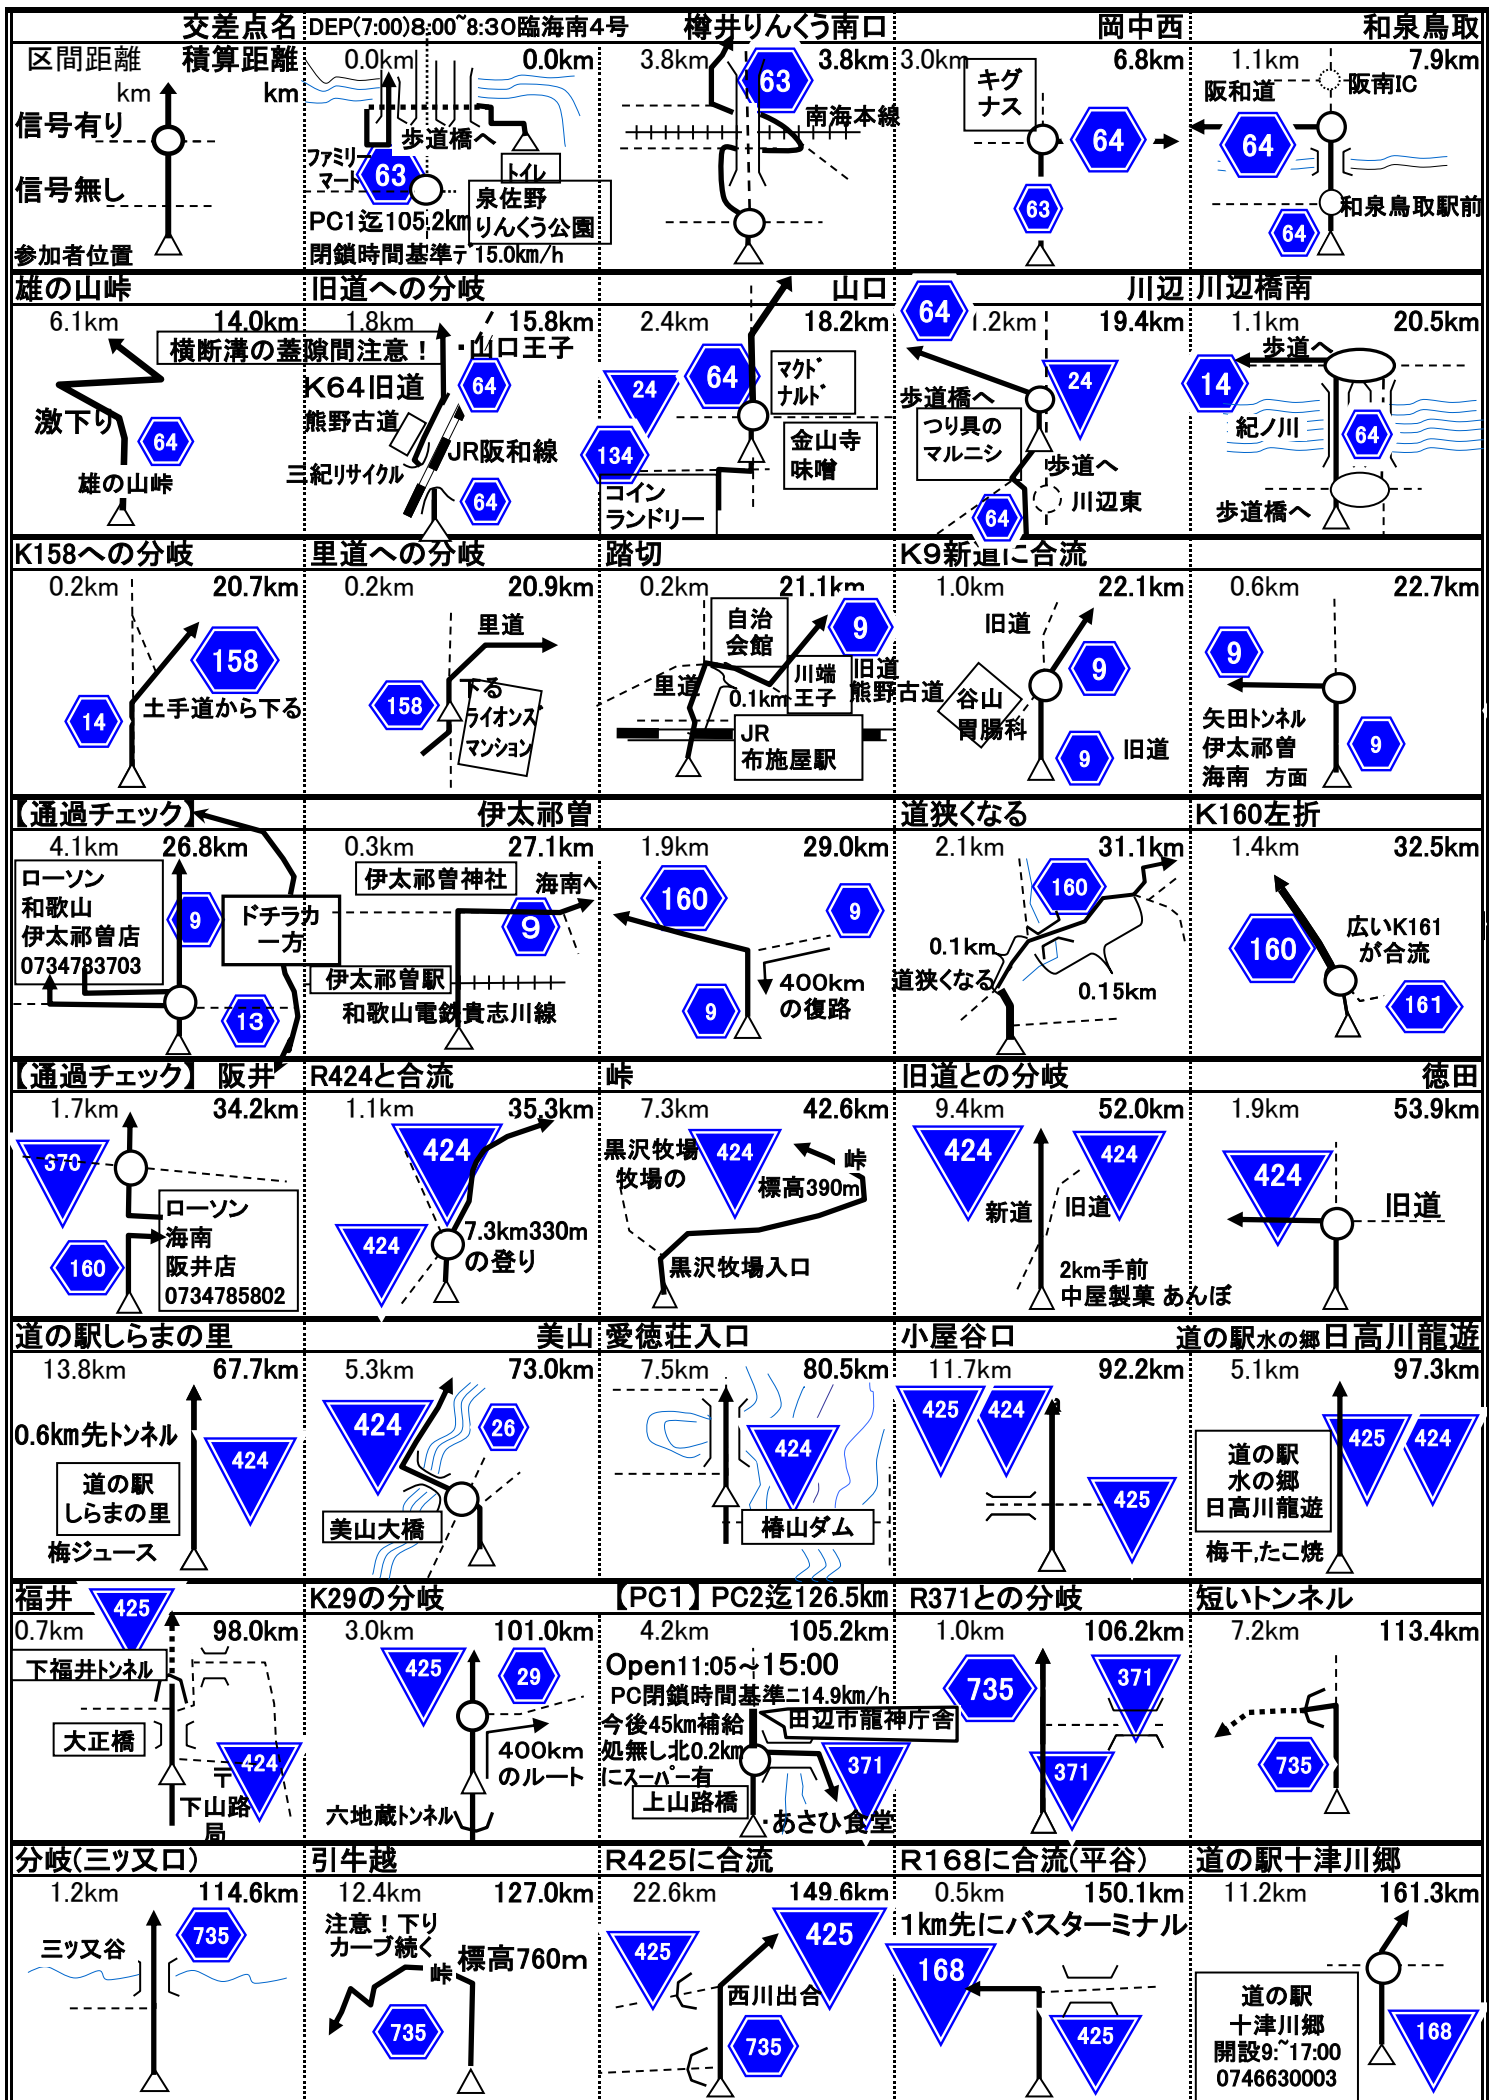 交差点名
区間距離 積算距離
km km
信号有り
信号無し
参加者位置
DEP(7:00)8:00~8:30臨海南4号
0.0km 0.0km
歩道橋へ
ファミリー
マート
63
トイレ
泉佐野
りんくう公園
PC1迄105.2km
閉鎖時間基準ﾃﾞ15.0km/h
樽井りんくう南口
3.8km 3.8km
63
南海本線
岡中西
3.0km 6.8km
キグ
ナス
64
63
和泉鳥取
1.1km 7.9km
阪和道 阪南IC
64
和泉鳥取駅前
64
雄の山峠
6.1km 14.0km
横断溝の蓋隙間注意！
激下り
64
雄の山峠
旧道への分岐
1.8km 15.8km
・山口王子
K64旧道
64
熊野古道
JR阪和線
三紀リサイクル
64
山口
2.4km 18.2km
24
64
マクド
ナルド
134
金山寺
味噌
コイン
ランドリー
川辺
64
1.2km 19.4km
24
歩道橋へ
つり具の
マルニシ
歩道へ
川辺東
64
川辺橋南
1.1km 20.5km
歩道へ
14
紀ノ川
64
歩道橋へ
K158への分岐
0.2km 20.7km
158
14
土手道から下る
里道への分岐
0.2km 20.9km
里道
下る
158
ライオンズ
マンション
踏切
0.2km 21.1km
自治
会館
9
里道
川端
王子
旧道
熊野古道
0.1km
JR
布施屋駅
K9新道に合流
1.0km 22.1km
旧道
9
谷山
胃腸科
9
旧道
0.6km 22.7km
9
矢田トンネル
伊太祁曽
海南 方面
9
【通過チェック】
4.1km 26.8km
ローソン
和歌山
伊太祁曽店
0734783703
9
ドチラカ
一方
13
伊太祁曽
0.3km 27.1km
伊太祁曽神社
海南へ
9
伊太祁曽駅
和歌山電鉄貴志川線
1.9km 29.0km
160
9
400km
の復路
9
道狭くなる
2.1km 31.1km
160
0.1km
道狭くなる
0.15km
K160左折
1.4km 32.5km
160
広いK161
が合流
161
【通過チェック】 阪井
1.7km 34.2km
370
ローソン
海南
阪井店
0734785802
160
R424と合流
1.1km 35.3km
424
424
7.3km330m
の登り
峠
7.3km 42.6km
黒沢牧場
牧場の
424
峠
標高390m
黒沢牧場入口
旧道との分岐
9.4km 52.0km
424
424
新道 旧道
2km手前
中屋製菓 あんぽ
徳田
1.9km 53.9km
424
旧道
道の駅しらまの里
13.8km 67.7km
0.6km先トンネル
424
道の駅
しらまの里
梅ジュース
美山
5.3km 73.0km
424
26
美山大橋
愛徳荘入口
7.5km 80.5km
424
椿山ダム
小屋谷口
11.7km 92.2km
425 424
425
道の駅水の郷日高川龍遊
5.1km 97.3km
425 424
道の駅
水の郷
日高川龍遊
梅干,たこ焼
福井
0.7km 98.0km
425
下福井トンネル
大正橋
424
〒
下山路
局
K29の分岐
3.0km 101.0km
425
29
400km
のルート
六地蔵トンネル
【PC1】 PC2迄126.5km
4.2km 105.2km
Open11:05～15:00
PC閉鎖時間基準ﾆ14.9km/h
今後45km補給
処無し北0.2km
にスーパー有
田辺市龍神庁舎
371
上山路橋
・あさひ食堂
R371との分岐
1.0km 106.2km
735
371
371
短いトンネル
7.2km 113.4km
735
分岐(三ッ又口)
1.2km 114.6km
三ッ又谷
735
引牛越
12.4km 127.0km
注意！下り
カーブ続く
峠
標高760m
735
R425に合流
22.6km 149.6km
425
425
西川出合
735
R168に合流(平谷)
0.5km 150.1km
1km先にバスターミナル
168
425
道の駅十津川郷
11.2km 161.3km
道の駅
十津川郷
開設9:~17:00
0746630003
168